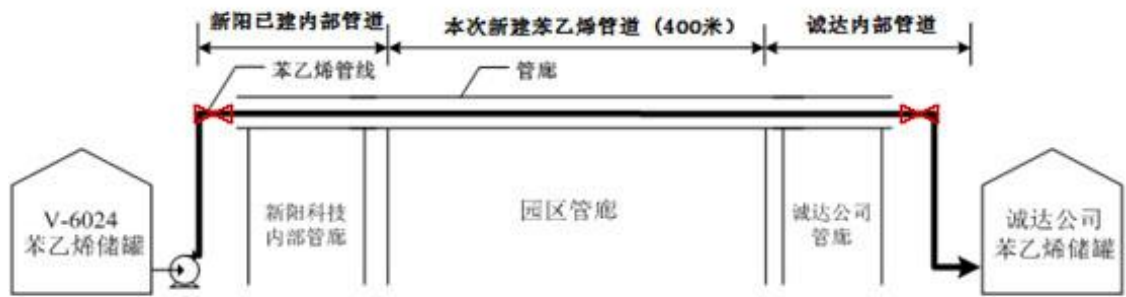 新阳已建内部管道
本次新建苯乙烯管道（400米）
诚达内部管道
苯乙烯管线
管廊
V-6024
苯乙烯储罐
新阳科技
内部管廊
园区管廊
诚达公司
管廊
诚达公司
苯乙烯储罐